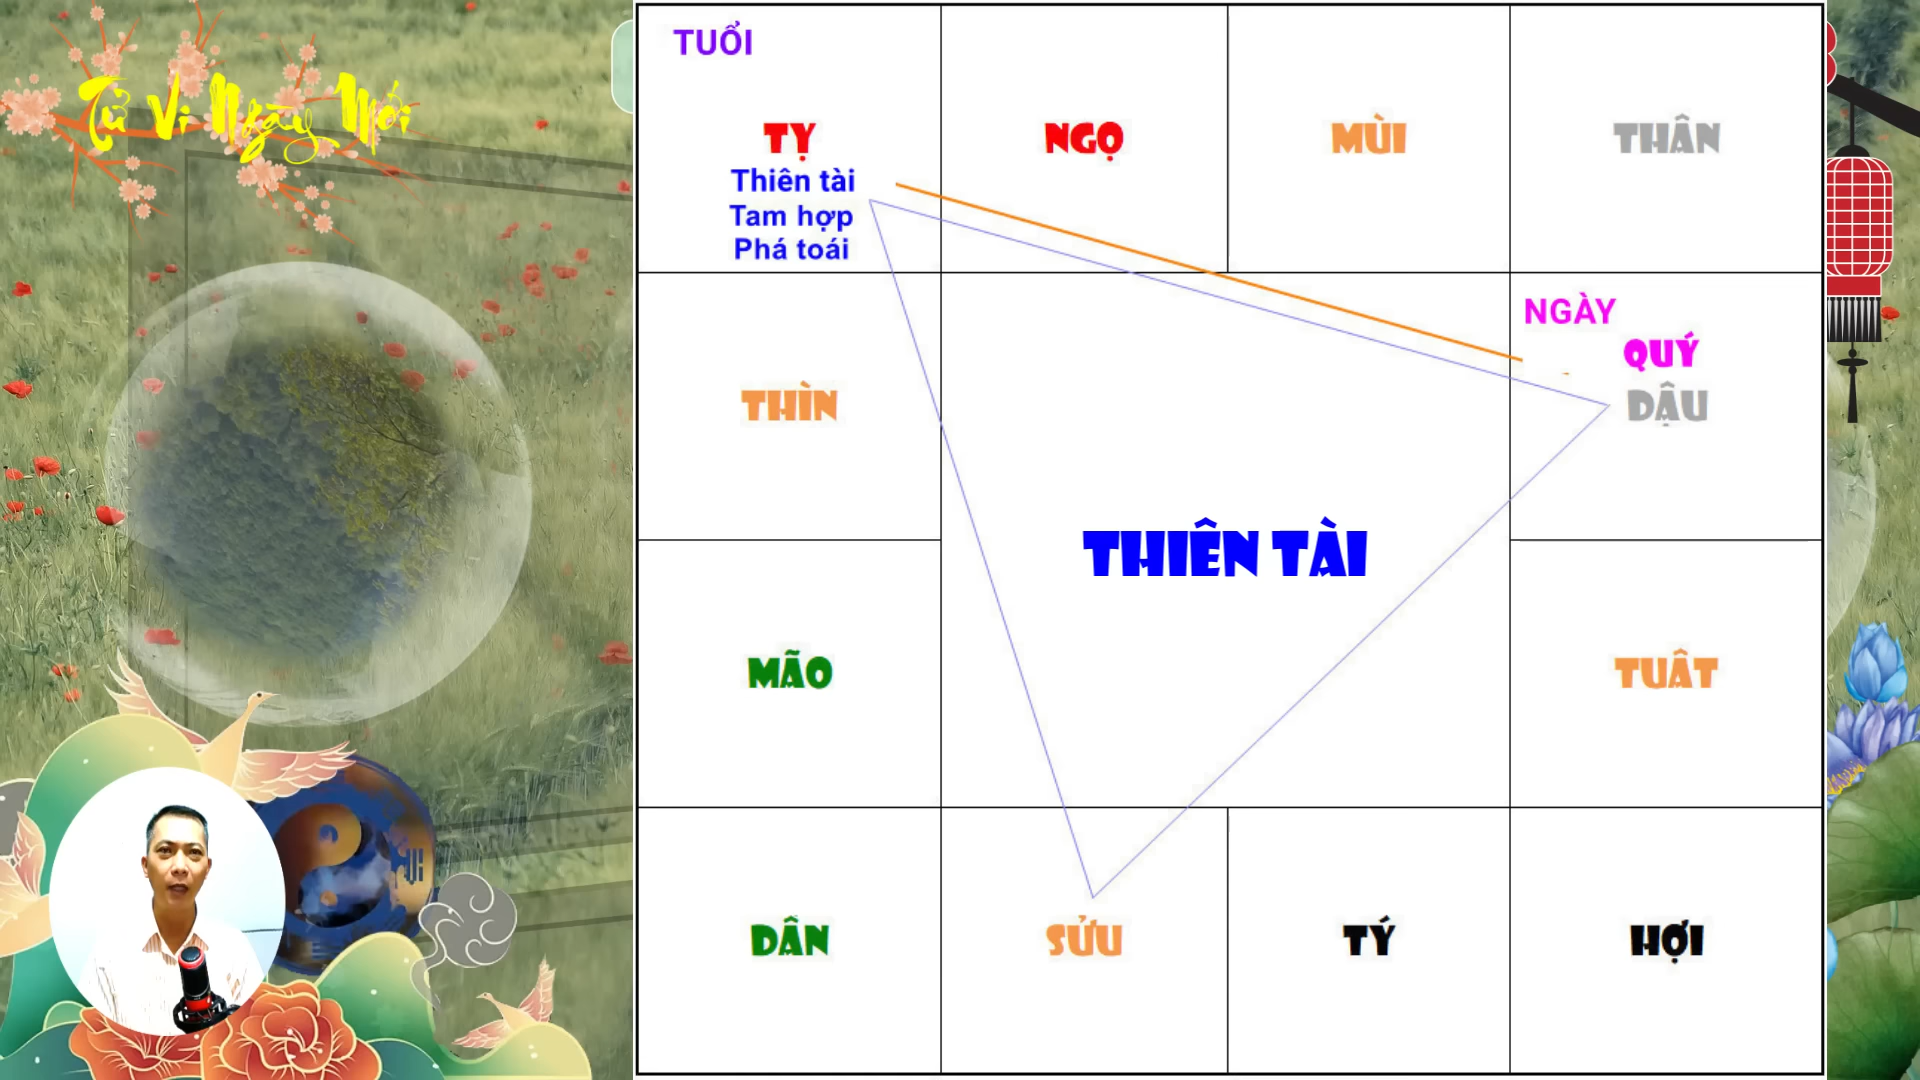 Tử Vi Ngày Mới
TUỔI
TỴ
Thiên tài
Tam hợp
Phá toái
NGỌ
MÙI
THÂN
THÌN
NGÀY
QUÝ
DẬU
THIÊN TÀI
MÃO
TUẤT
DẦN
SỬU
TÝ
HỢI